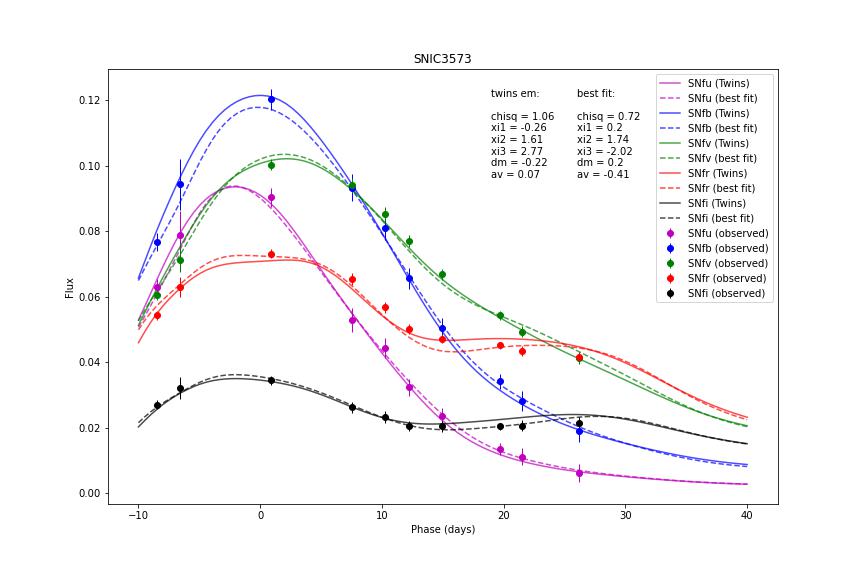 SNIC3573
twins em: best fit:
chisq = 1.06 chisq = 0.72
xi1 = -0.26 xi1 = 0.2
xi2 = 1.61 xi2 = 1.74
xi3 = 2.77 xi3 = -2.02
dm = -0.22 dm = 0.2
av = 0.07 av = -0.41
SNfu (Twins)
SNfu (best fit)
SNfb (Twins)
SNfb (best fit)
SNfv (Twins)
SNfv (best fit)
SNfr (Twins)
SNfr (best fit)
SNfi (Twins)
SNfi (best fit)
SNfu (observed)
SNfb (observed)
SNfv (observed)
SNfr (observed)
SNfi (observed)
Flux
0.12
0.10
0.08
0.06
0.04
0.02
0.00
−10 0 10 20 30 40
Phase (days)